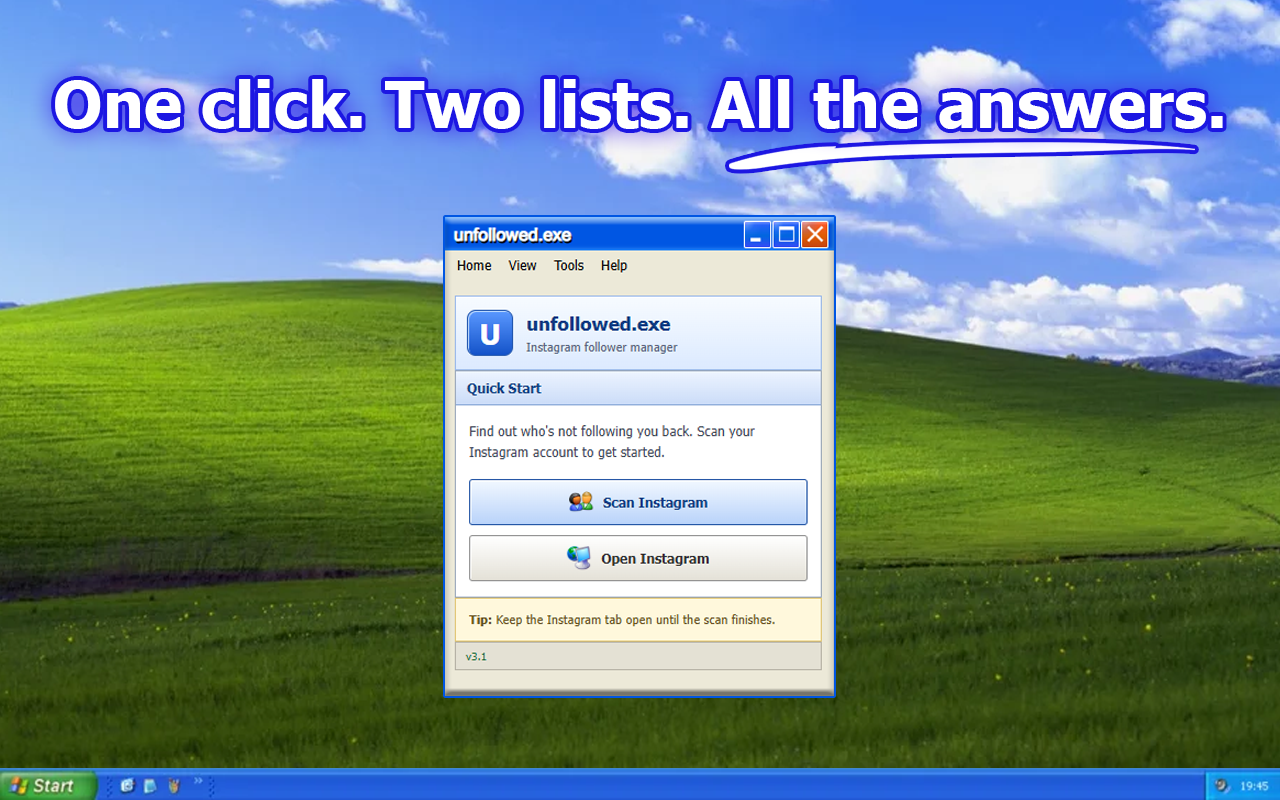 One click. Two lists. All the answers.
unfollowed.exe
Home View Tools Help
U
unfollowed.exe
Instagram follower manager
Quick Start
Find out who's not following you back. Scan your
Instagram account to get started.
Scan Instagram
Open Instagram
Tip: Keep the Instagram tab open until the scan finishes.
v3.1
Start
19:45